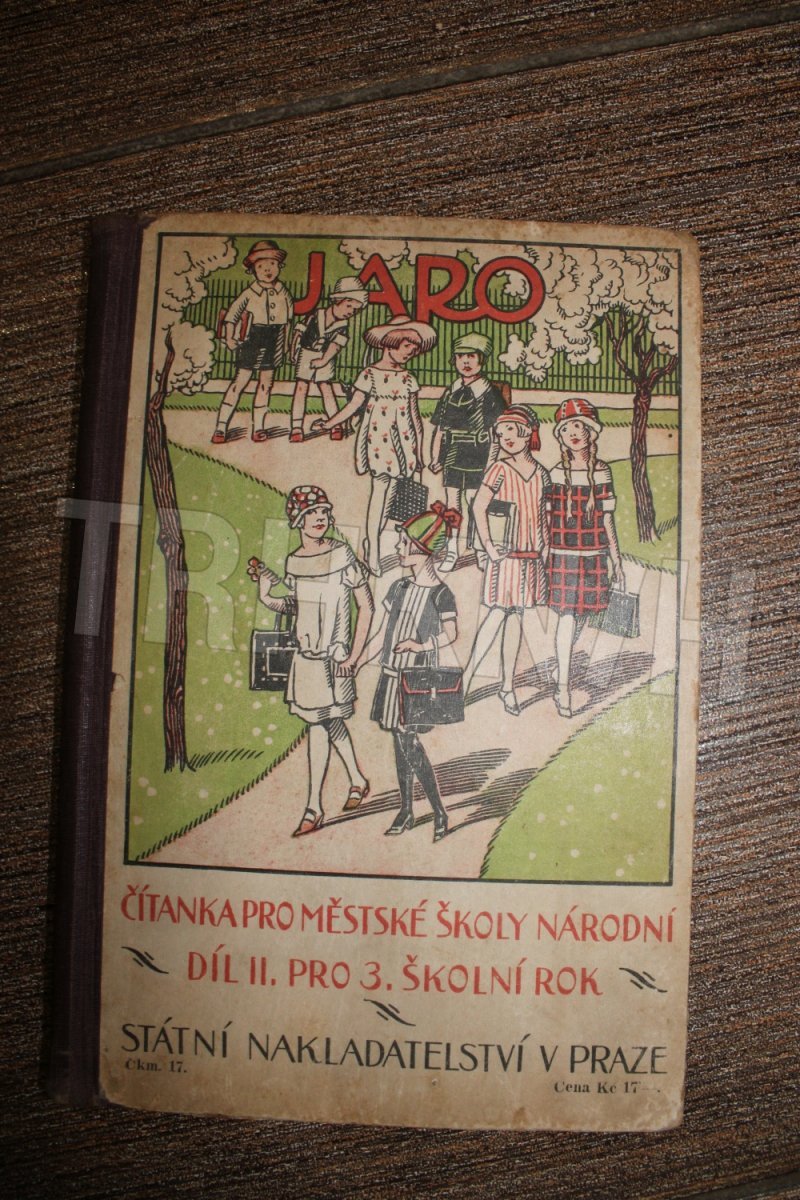 JARO
ČÍTANKA PRO MĚSTSKÉ ŠKOLY NÁRODNÍ
DÍL II. PRO 3. ŠKOLNÍ ROK
STÁTNÍ NAKLADATELSTVÍ V PRAZE
Čkm. 17.
Cena Kč 17—.